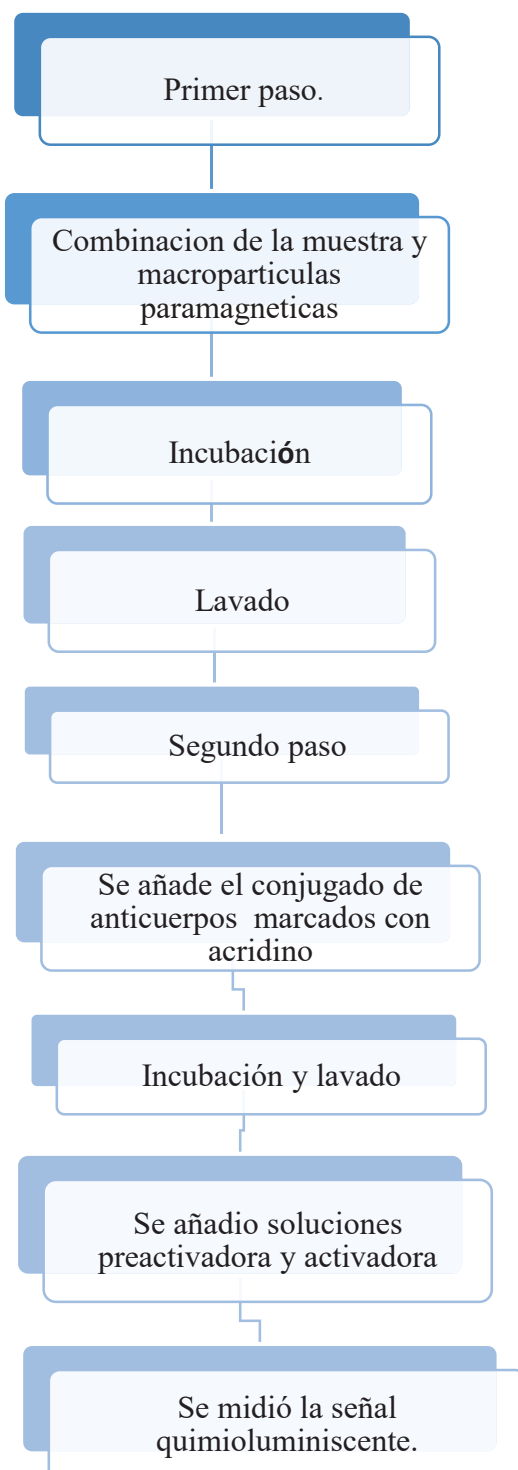 Primer paso.
Combinacion de la muestra y
macroparticulas
paramagneticas
Incubación
Lavado
Segundo paso
Se añade el conjugado de
anticuerpos marcados con
acridino
Incubación y lavado
Se añadio soluciones
preactivadora y activadora
Se midió la señal
quimioluminiscente.